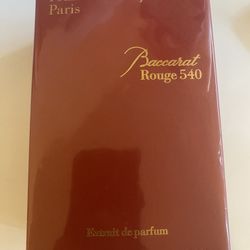 Paris
Baccarat
Rouge 540
Extrait de parfum